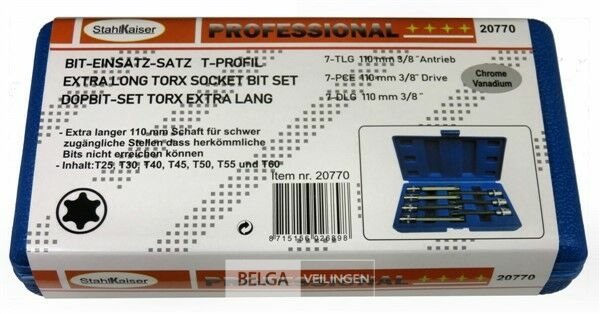 StahlKaiser PROFESSIONAL 20770
BIT-EINSATZ-SATZ T-PROFIL
EXTRA LONG TORX SOCKET BIT SET
DOPBIT-SET TORX EXTRA LANG
7-TLG 110 mm 3/8" Antrieb
7-PCE 110 mm 3/8" Drive
7-DLG 110 mm 3/8"
Chrome
Vanadium
- Extra langer 110 mm Schaft für schwer
zugängliche Stellen dass herkömmliche
Bits nicht erreichen können
- Inhalt:T25, T30, T40, T45, T50, T55 und T60
Item nr. 20770
StahlKaiser PROFESSIONAL 20770
BELGA VEILINGEN